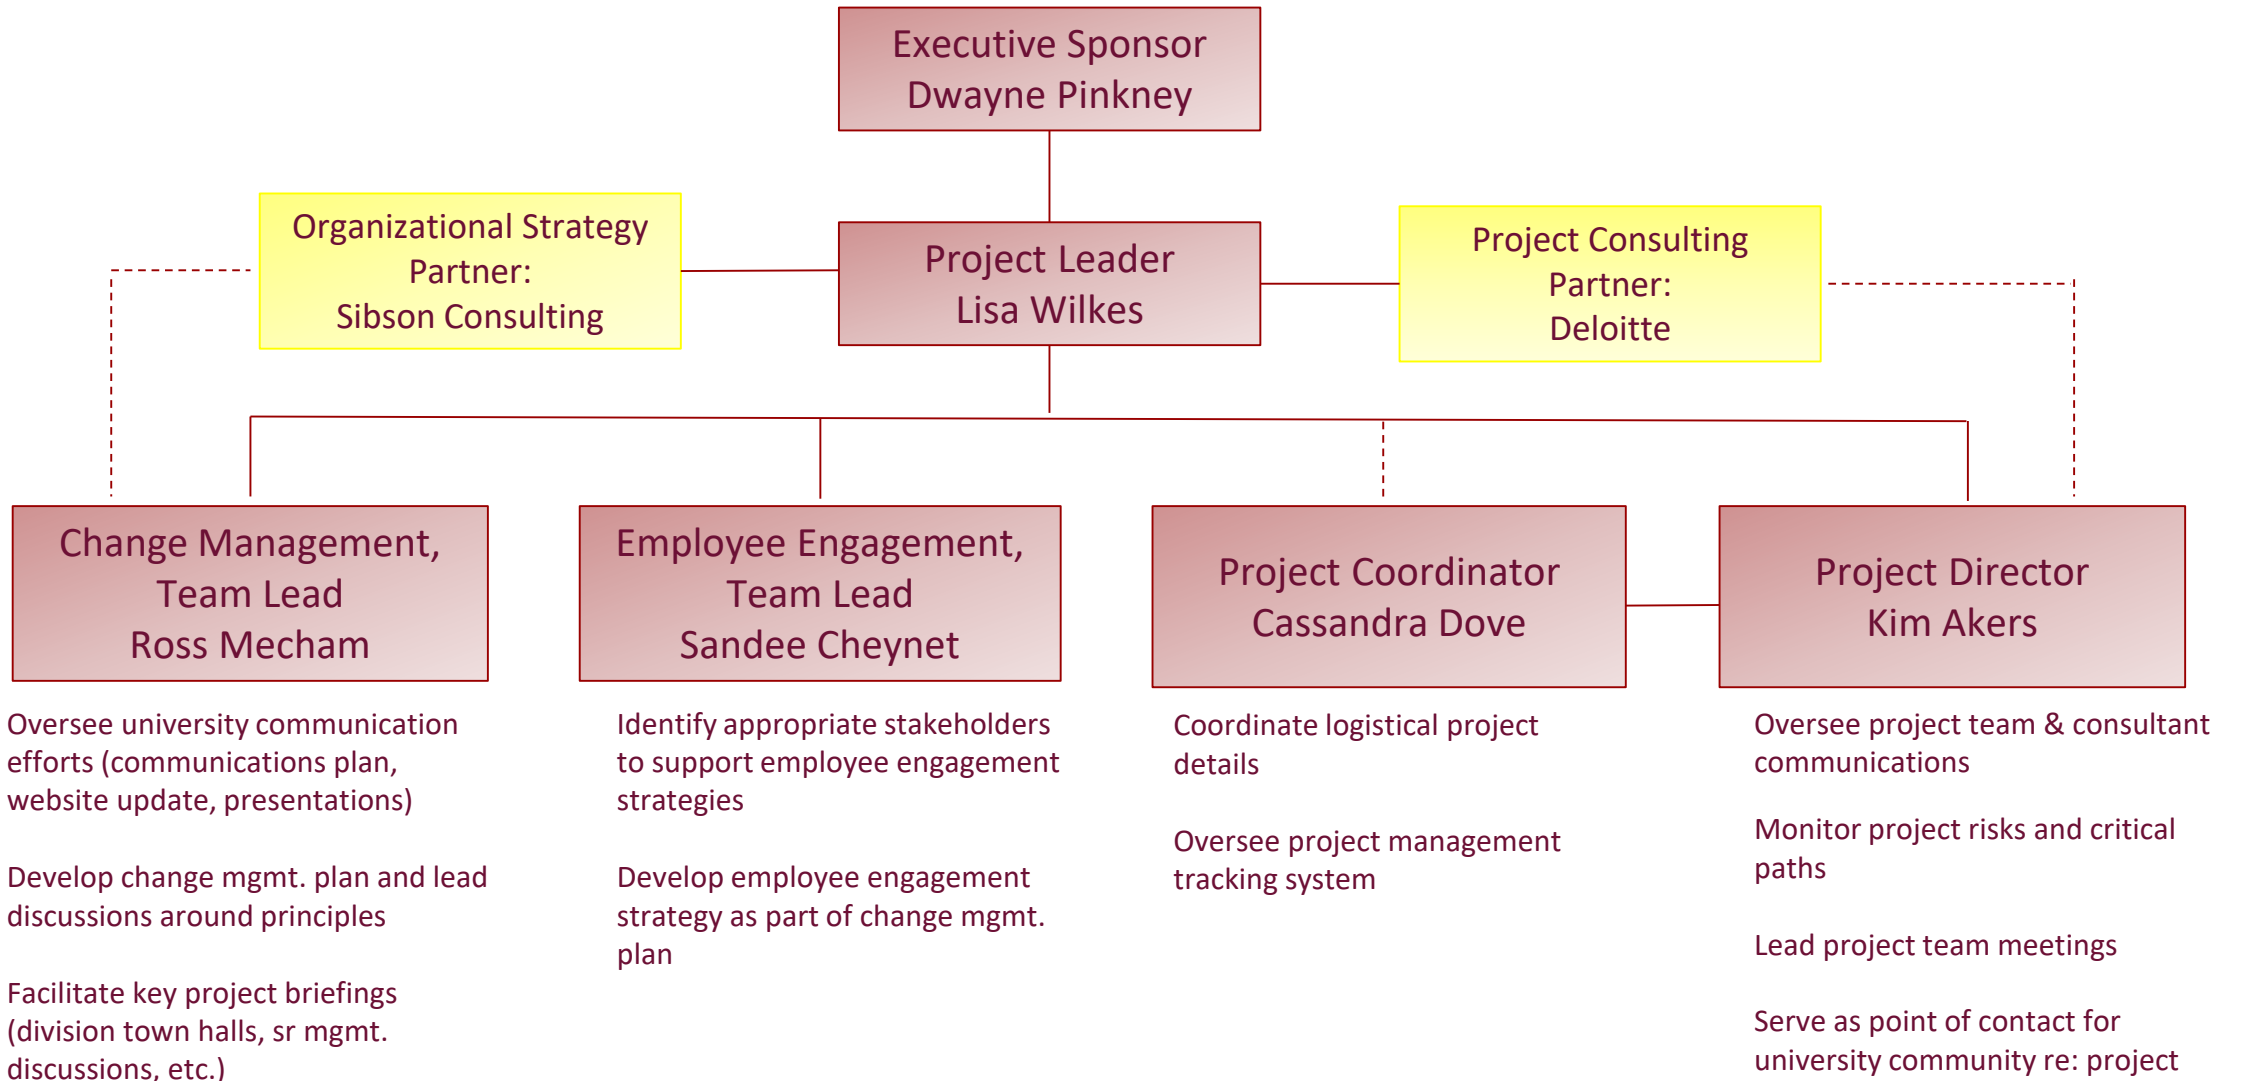 Executive Sponsor
Dwayne Pinkney
Organizational Strategy
Partner:
Sibson Consulting
Project Leader
Lisa Wilkes
Project Consulting
Partner:
Deloitte
Change Management,
Team Lead
Ross Mecham
Employee Engagement,
Team Lead
Sandee Cheynet
Project Coordinator
Cassandra Dove
Project Director
Kim Akers
Oversee university communication
efforts (communications plan,
website update, presentations)
Develop change mgmt. plan and lead
discussions around principles
Facilitate key project briefings
(division town halls, sr mgmt.
discussions, etc.)
Identify appropriate stakeholders
to support employee engagement
strategies
Develop employee engagement
strategy as part of change mgmt.
plan
Coordinate logistical project
details
Oversee project management
tracking system
Oversee project team & consultant
communications
Monitor project risks and critical
paths
Lead project team meetings
Serve as point of contact for
university community re: project